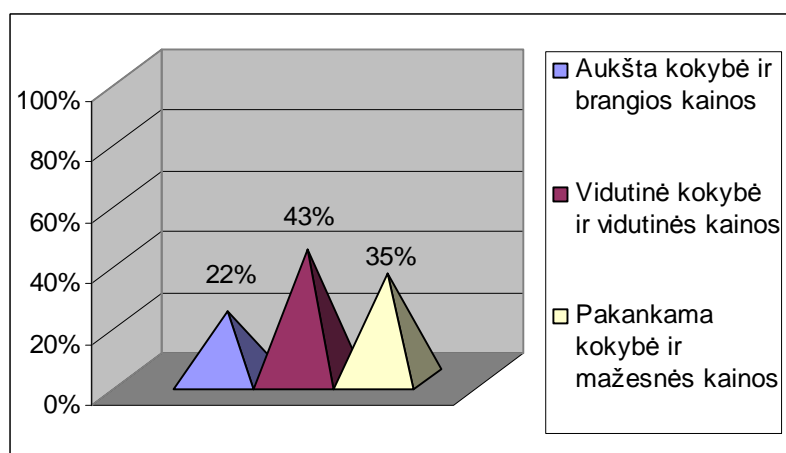 100%
80%
60%
40%
20%
0%
22%
43%
35%
Aukšta kokybė ir
brangios kainos
Vidutinė kokybė
ir vidutinės kainos
Pakankama
kokybė ir
mažesnės kainos